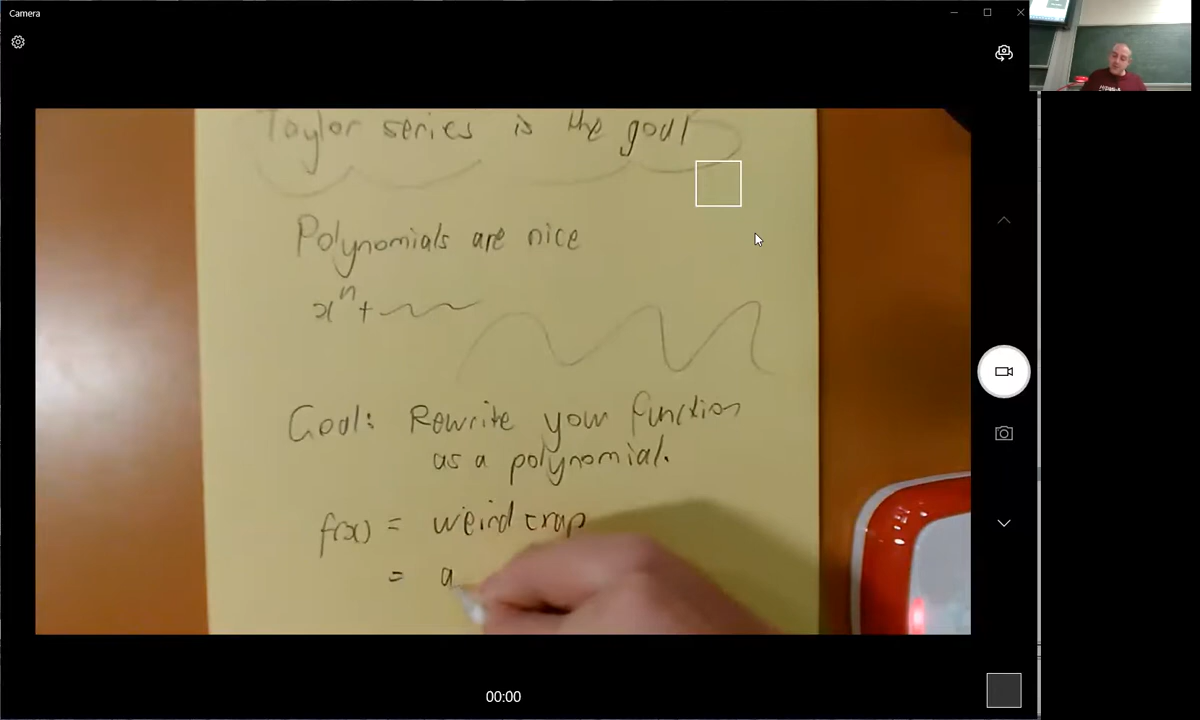 Camera
Taylor series is the goal
Polynomials are nice
xⁿ +
Goal: Rewrite your function
as a polynomial.
f(x) = weird crap
= a
00:00